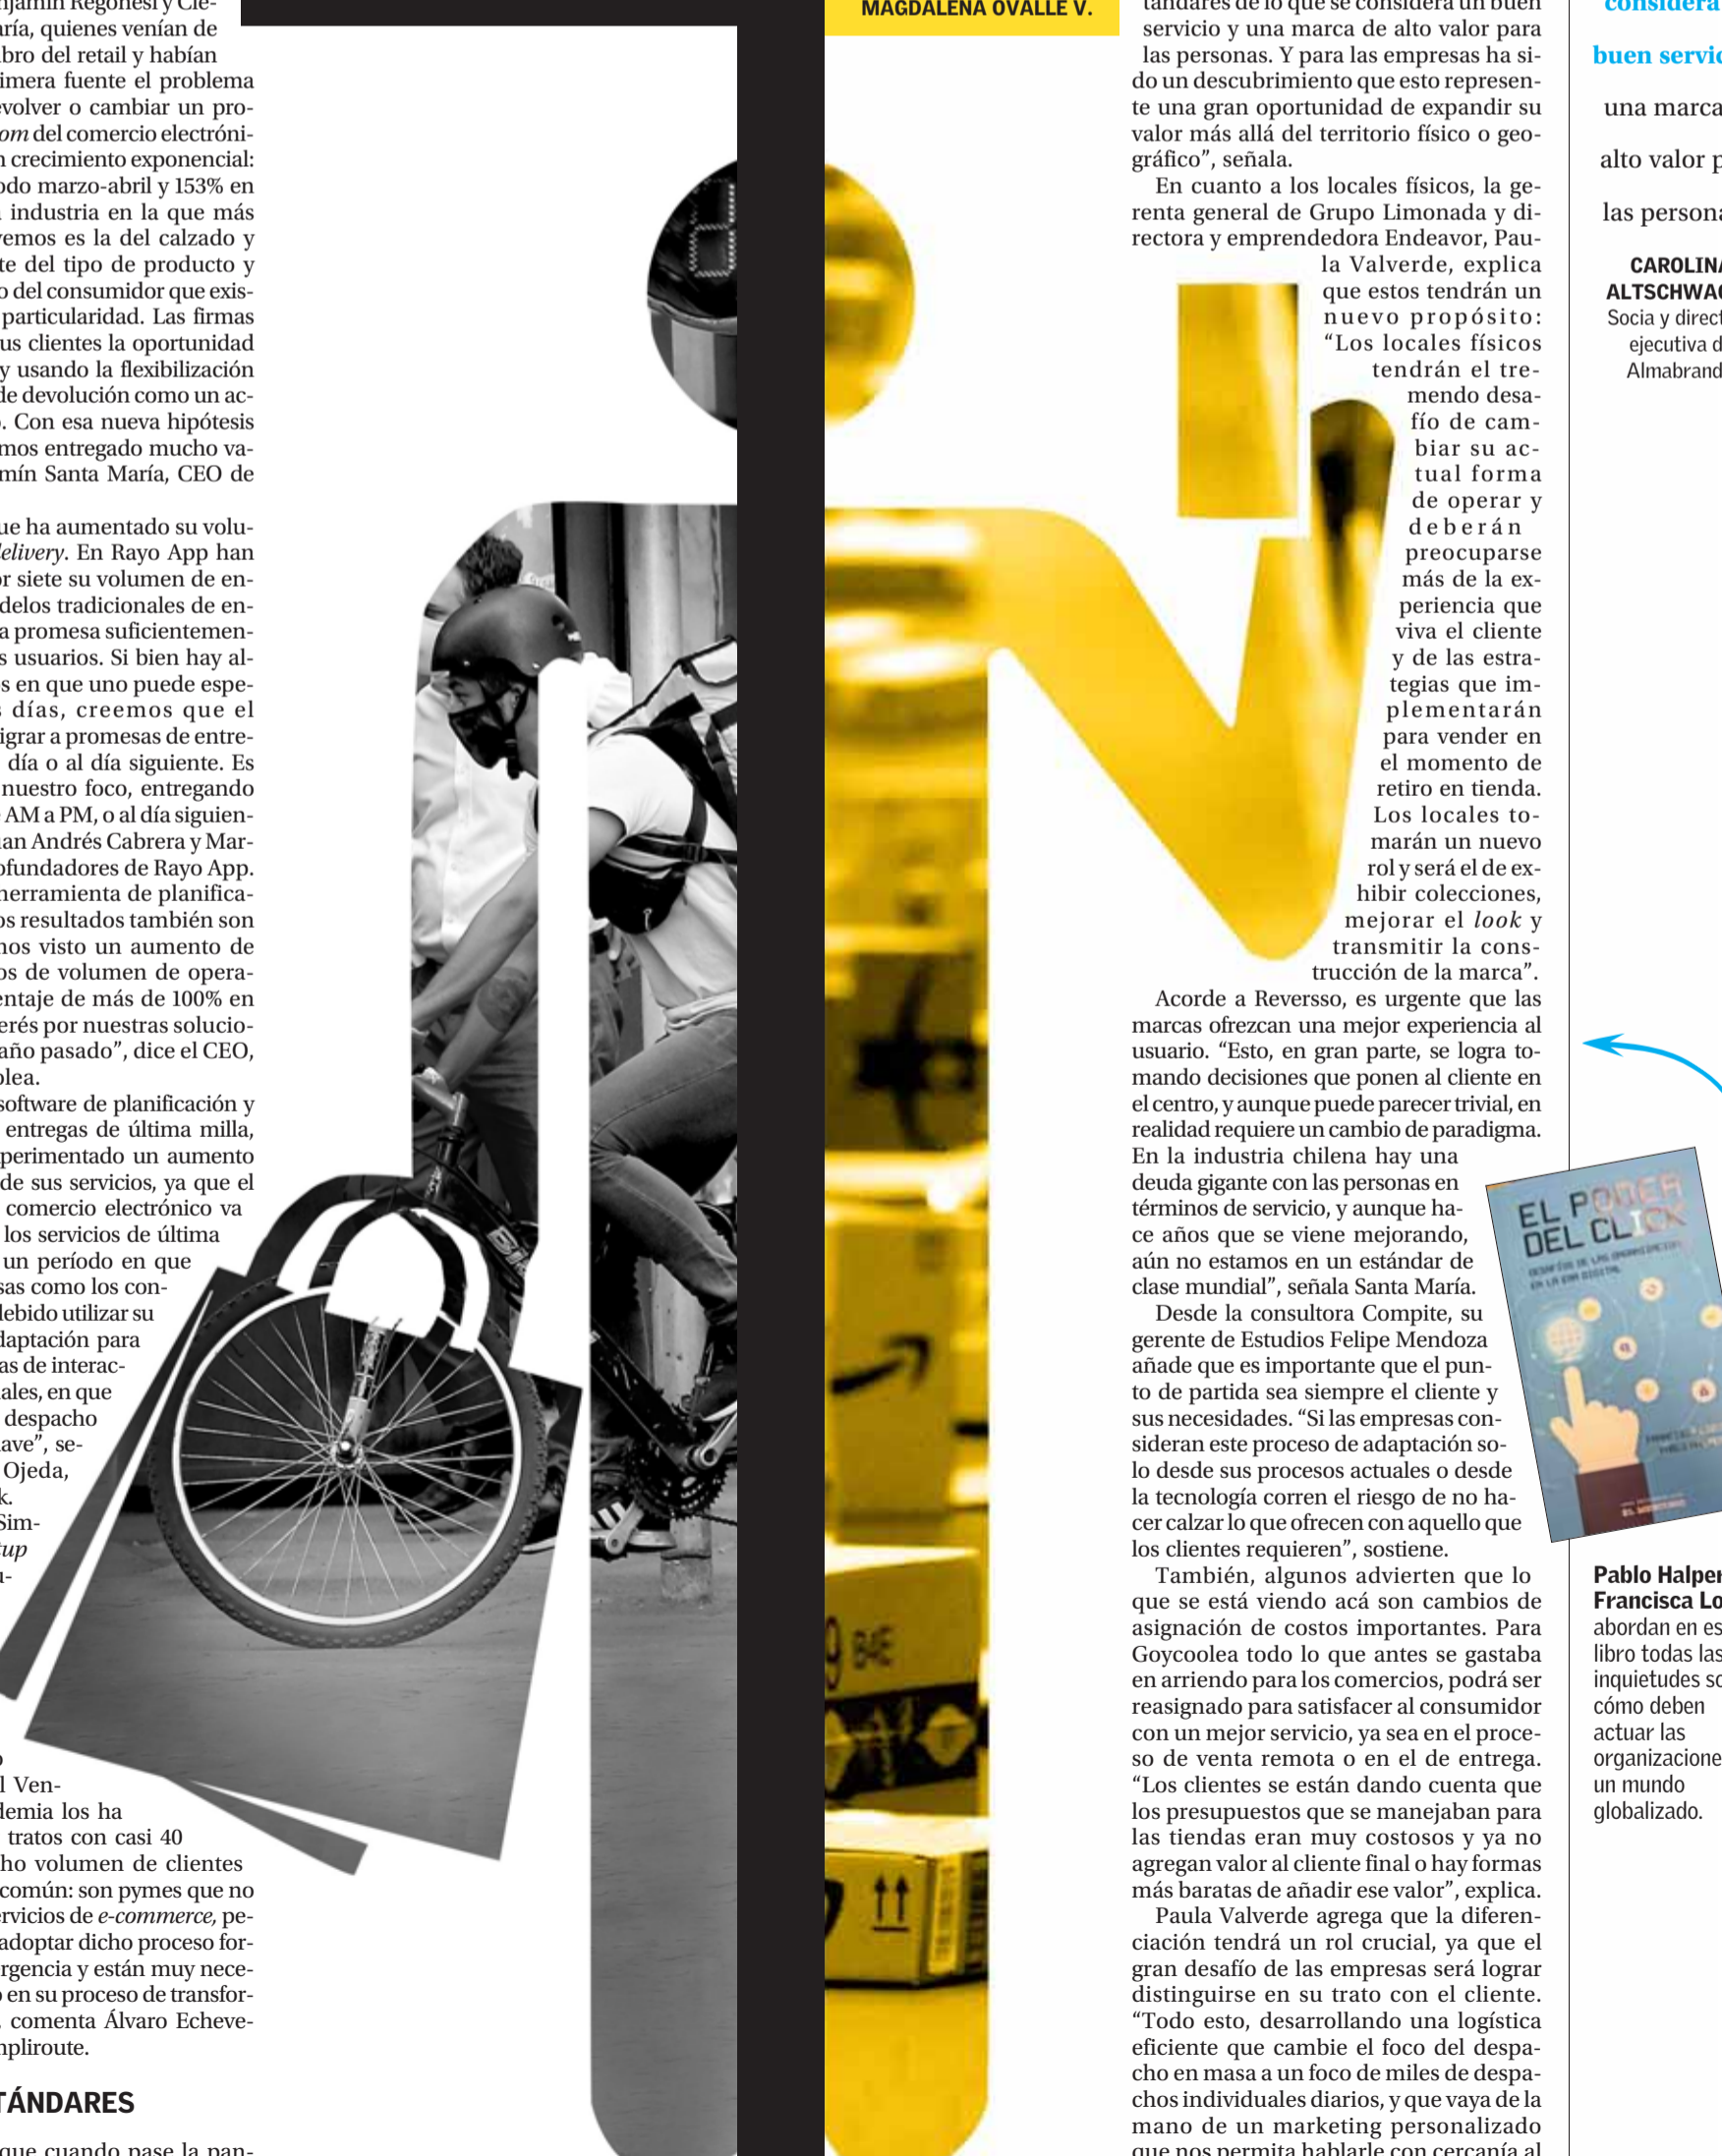 njamín Regonesi y Cle-
aría, quienes venían de
bro del retail y habían
imera fuente el problema
evolver o cambiar un pro-
om del comercio electróni-
n crecimiento exponencial:
odo marzo-abril y 153% en
a industria en la que más
vemos es la del calzado y
te del tipo de producto y
o del consumidor que exis-
particularidad. Las firmas
us clientes la oportunidad
y usando la flexibilización
de devolución como un ac-
o. Con esa nueva hipótesis
mos entregado mucho va-
mín Santa María, CEO de
ue ha aumentado su volu-
delivery. En Rayo App han
or siete su volumen de en-
delos tradicionales de en-
a promesa suficientemen-
s usuarios. Si bien hay al-
s en que uno puede espe-
s días, creemos que el
igrar a promesas de entre-
día o al día siguiente. Es
nuestro foco, entregando
e AM a PM, o al día siguien-
uan Andrés Cabrera y Mar-
ofundadores de Rayo App.
herramienta de planifica-
os resultados también son
mos visto un aumento de
os de volumen de opera-
entaje de más de 100% en
erés por nuestras solucio-
año pasado”, dice el CEO,
olea.
software de planificación y
entregas de última milla,
perimentado un aumento
de sus servicios, ya que el
comercio electrónico va
los servicios de última
un período en que
sas como los con-
debido utilizar su
daptación para
as de interac-
ales, en que
despacho
lave”, se-
Ojeda,
k.
Sim-
tup
u-
o
l Ven-
demia los ha
tratos con casi 40
ho volumen de clientes
común: son pymes que no
ervicios de e-commerce, pe-
adoptar dicho proceso for-
rgencia y están muy nece-
o en su proceso de transfor-
, comenta Álvaro Echeve-
mpliroute.
TÁNDARES
que cuando pase la pan-
MAGDALENA OVALLE V.
tándares de lo que se considera un buen
servicio y una marca de alto valor para
las personas. Y para las empresas ha si-
do un descubrimiento que esto represen-
te una gran oportunidad de expandir su
valor más allá del territorio físico o geo-
gráfico”, señala.
En cuanto a los locales físicos, la ge-
renta general de Grupo Limonada y di-
rectora y emprendedora Endeavor, Pau-
la Valverde, explica
que estos tendrán un
nuevo propósito:
“Los locales físicos
tendrán el tre-
mendo desa-
fío de cam-
biar su ac-
tual forma
de operar y
deberán
preocuparse
más de la ex-
periencia que
viva el cliente
y de las estra-
tegias que im-
plementarán
para vender en
el momento de
retiro en tienda.
Los locales to-
marán un nuevo
rol y será el de ex-
hibir colecciones,
mejorar el look y
transmitir la cons-
trucción de la marca”.
Acorde a Reversso, es urgente que las
marcas ofrezcan una mejor experiencia al
usuario. “Esto, en gran parte, se logra to-
mando decisiones que ponen al cliente en
el centro, y aunque puede parecer trivial, en
realidad requiere un cambio de paradigma.
En la industria chilena hay una
deuda gigante con las personas en
términos de servicio, y aunque ha-
ce años que se viene mejorando,
aún no estamos en un estándar de
clase mundial”, señala Santa María.
Desde la consultora Compite, su
gerente de Estudios Felipe Mendoza
añade que es importante que el pun-
to de partida sea siempre el cliente y
sus necesidades. “Si las empresas con-
sideran este proceso de adaptación so-
lo desde sus procesos actuales o desde
la tecnología corren el riesgo de no ha-
cer calzar lo que ofrecen con aquello que
los clientes requieren”, sostiene.
También, algunos advierten que lo
que se está viendo acá son cambios de
asignación de costos importantes. Para
Goycoolea todo lo que antes se gastaba
en arriendo para los comercios, podrá ser
reasignado para satisfacer al consumidor
con un mejor servicio, ya sea en el proce-
so de venta remota o en el de entrega.
“Los clientes se están dando cuenta que
los presupuestos que se manejaban para
las tiendas eran muy costosos y ya no
agregan valor al cliente final o hay formas
más baratas de añadir ese valor”, explica.
Paula Valverde agrega que la diferen-
ciación tendrá un rol crucial, ya que el
gran desafío de las empresas será lograr
distinguirse en su trato con el cliente.
“Todo esto, desarrollando una logística
eficiente que cambie el foco del despa-
cho en masa a un foco de miles de despa-
chos individuales diarios, y que vaya de la
mano de un marketing personalizado
que nos permita hablarle con cercanía al
considera
buen servic
una marca
alto valor p
las persona
CAROLINA
ALTSCHWAG
Socia y direct
ejecutiva d
Almabrand
EL PODER
DEL CLICK
DESAFÍOS DE LAS ORGANIZACIONES
EN LA ERA DIGITAL
EL MERCURIO
Pablo Halper
Francisca Lo
abordan en es
libro todas las
inquietudes so
cómo deben
actuar las
organizacione
un mundo
globalizado.